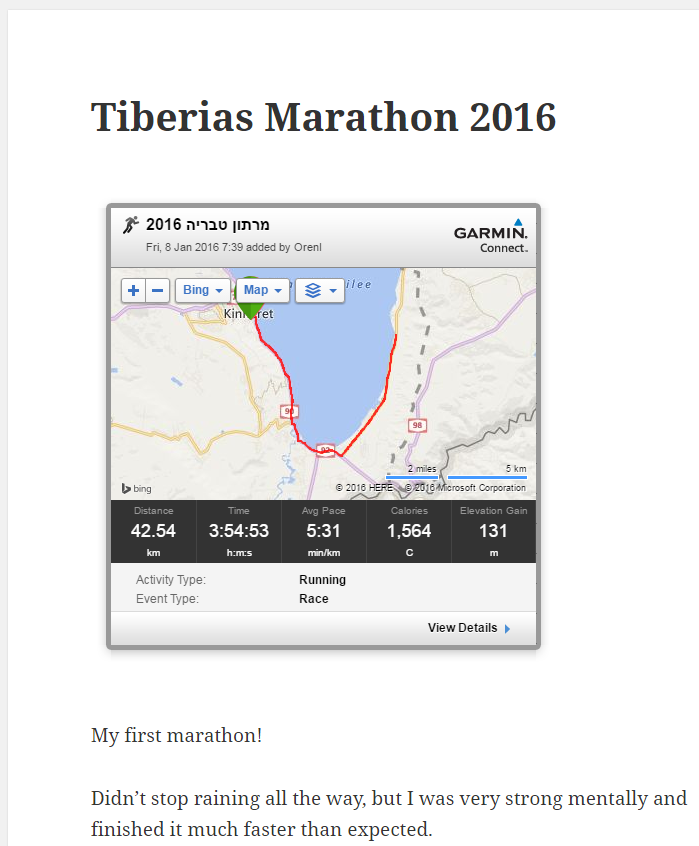 Tiberias Marathon 2016
מרתון טבריה 2016
Fri, 8 Jan 2016 7:39 added by Orenl
GARMIN.
Connect.
+ − Bing Map
ilee
90
92
98
2 miles 5 km
bing
© 2016 HERE © 2016 Microsoft Corporation
Distance Time Avg Pace Calories Elevation Gain
42.54 3:54:53 5:31 1,564 131
km h:m:s min/km C m
Activity Type: Running
Event Type: Race
View Details
My first marathon!
Didn’t stop raining all the way, but I was very strong mentally and
finished it much faster than expected.